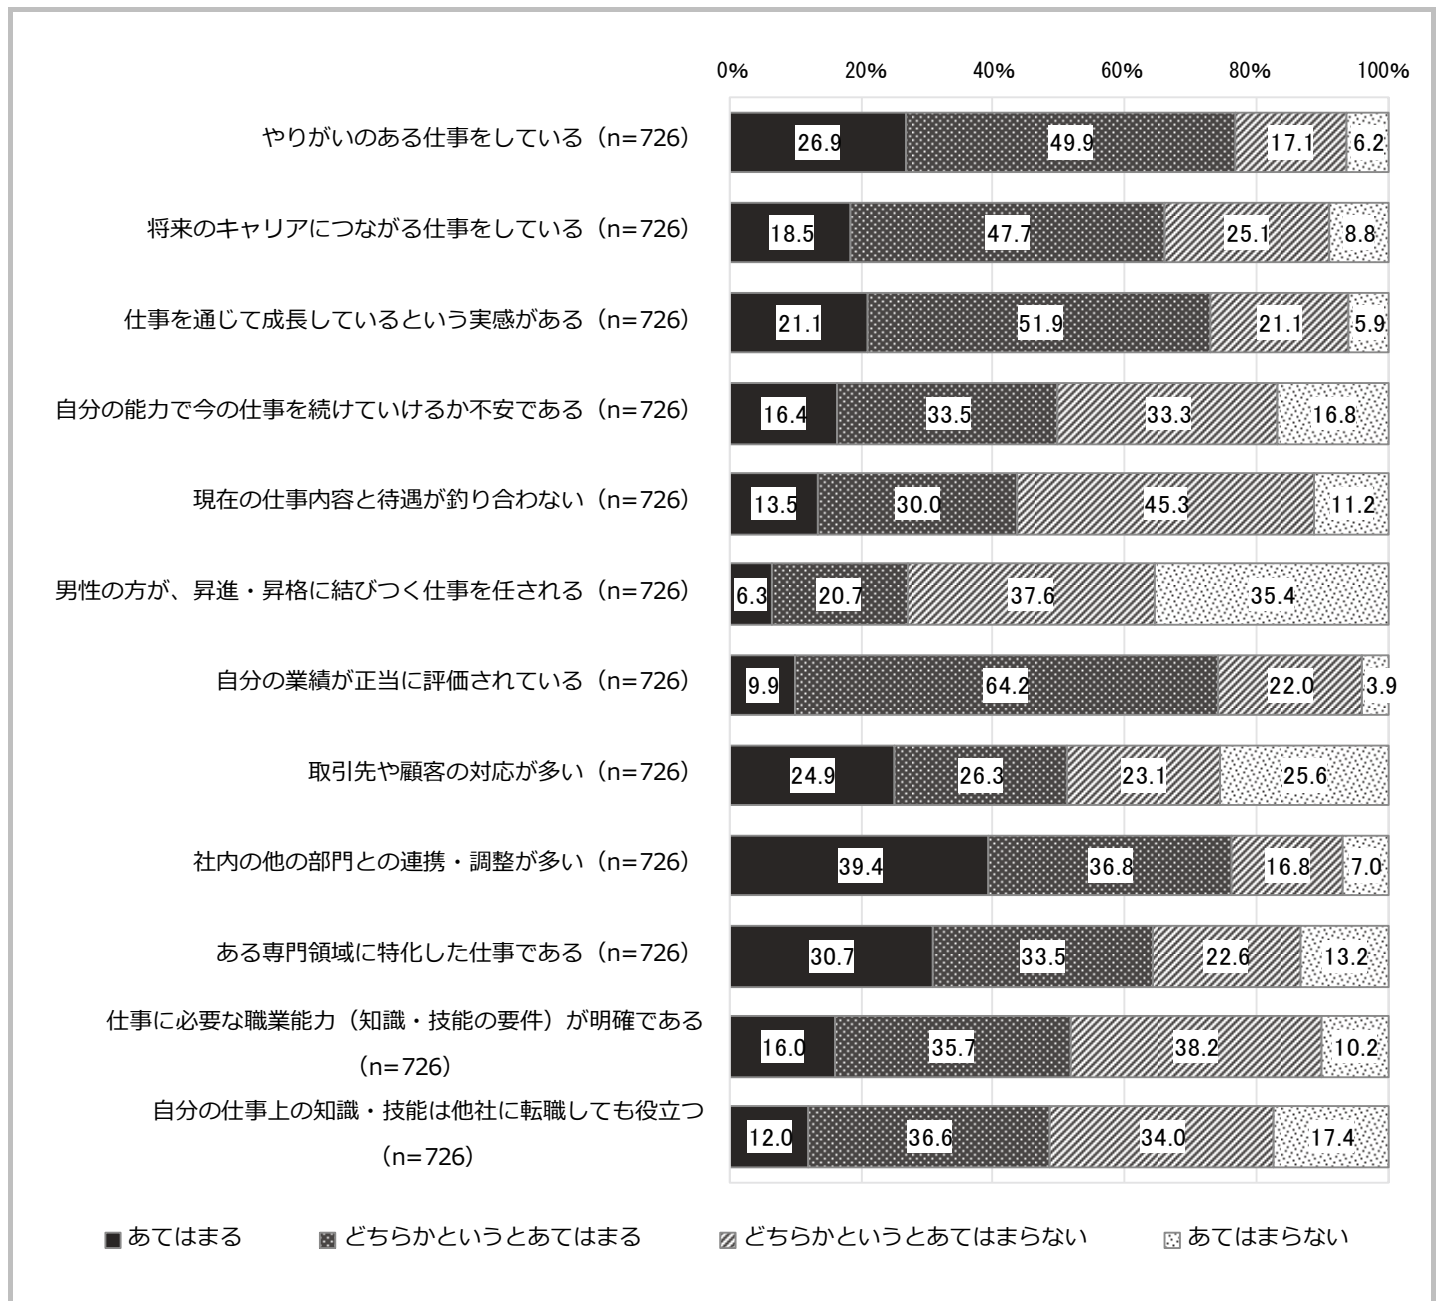 0% 20% 40% 60% 80% 100%
やりがいのある仕事をしている（n=726） 26.9 49.9 17.1 6.2
将来のキャリアにつながる仕事をしている（n=726） 18.5 47.7 25.1 8.8
仕事を通じて成長しているという実感がある（n=726） 21.1 51.9 21.1 5.9
自分の能力で今の仕事を続けていけるか不安である（n=726） 16.4 33.5 33.3 16.8
現在の仕事内容と待遇が釣り合わない（n=726） 13.5 30.0 45.3 11.2
男性の方が、昇進・昇格に結びつく仕事を任される（n=726） 6.3 20.7 37.6 35.4
自分の業績が正当に評価されている（n=726） 9.9 64.2 22.0 3.9
取引先や顧客の対応が多い（n=726） 24.9 26.3 23.1 25.6
社内の他の部門との連携・調整が多い（n=726） 39.4 36.8 16.8 7.0
ある専門領域に特化した仕事である（n=726） 30.7 33.5 22.6 13.2
仕事に必要な職業能力（知識・技能の要件）が明確である
（n=726） 16.0 35.7 38.2 10.2
自分の仕事上の知識・技能は他社に転職しても役立つ
（n=726） 12.0 36.6 34.0 17.4
あてはまる どちらかというとあてはまる どちらかというとあてはまらない あてはまらない